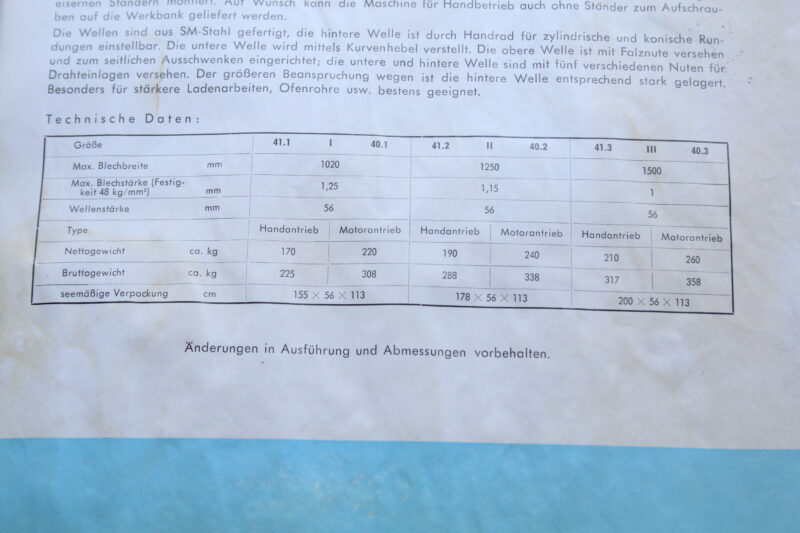 eisernen Ständern montiert. Auf Wunsch kann die Maschine für Handbetrieb auch ohne Ständer zum Aufschrau-
ben auf die Werkbank geliefert werden.
Die Wellen sind aus SM-Stahl gefertigt, die hintere Welle ist durch Handrad für zylindrische und konische Run-
dungen einstellbar. Die untere Welle wird mittels Kurvenhebel verstellt. Die obere Welle ist mit Falznute versehen
und zum seitlichen Ausschwenken eingerichtet; die untere und hintere Welle sind mit fünf verschiedenen Nuten für
Drahteinlagen versehen. Der größeren Beanspruchung wegen ist die hintere Welle entsprechend stark gelagert.
Besonders für stärkere Ladenarbeiten, Ofenrohre usw. bestens geeignet.
Technische Daten:
Größe 41.1 I 40.1 41.2 II 40.2 41.3 III 40.3
Max. Blechbreite mm 1020 1250 1500
Max. Blechstärke (Festig-
keit 48 kg/mm²) mm 1,25 1,15 1
Wellenstärke mm 56 56 56
Type Handantrieb Motorantrieb Handantrieb Motorantrieb Handantrieb Motorantrieb
Nettogewicht ca. kg 170 220 190 240 210 260
Bruttogewicht ca. kg 225 308 288 338 317 358
seemäßige Verpackung cm 155 × 56 × 113 178 × 56 × 113 200 × 56 × 113
Änderungen in Ausführung und Abmessungen vorbehalten.